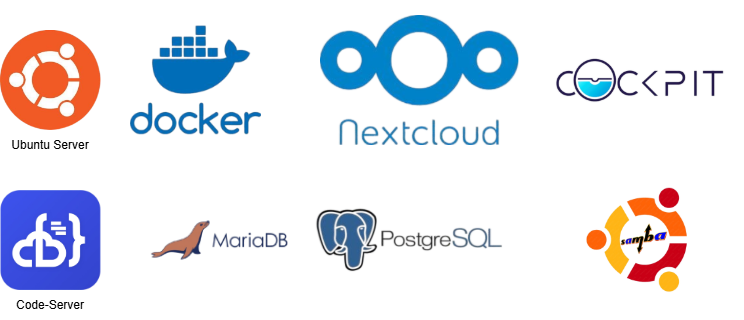 Ubuntu Server
docker
Nextcloud
COCKPIT
Code-Server
MariaDB
PostgreSQL
samba